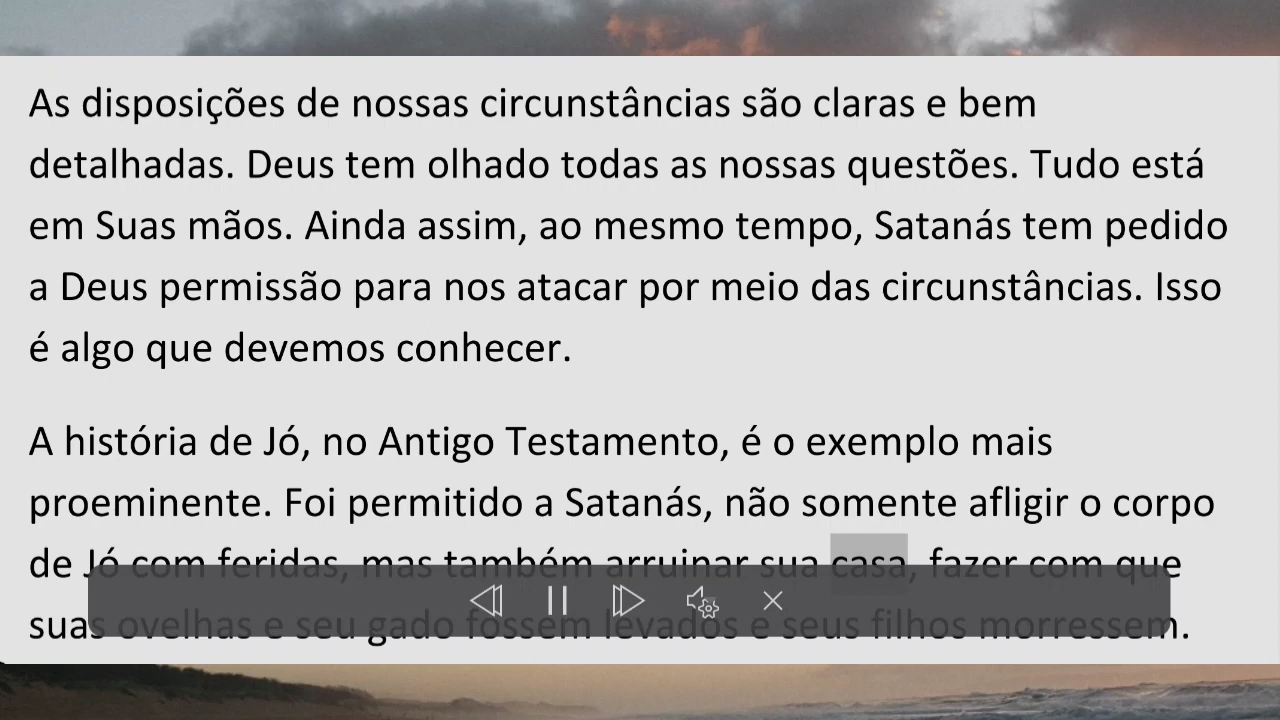 As disposições de nossas circunstâncias são claras e bem
detalhadas. Deus tem olhado todas as nossas questões. Tudo está
em Suas mãos. Ainda assim, ao mesmo tempo, Satanás tem pedido
a Deus permissão para nos atacar por meio das circunstâncias. Isso
é algo que devemos conhecer.
A história de Jó, no Antigo Testamento, é o exemplo mais
proeminente. Foi permitido a Satanás, não somente afligir o corpo
de Jó com feridas, mas também arruinar sua casa, fazer com que
suas ovelhas e seu gado fossem levados e seus filhos morressem.